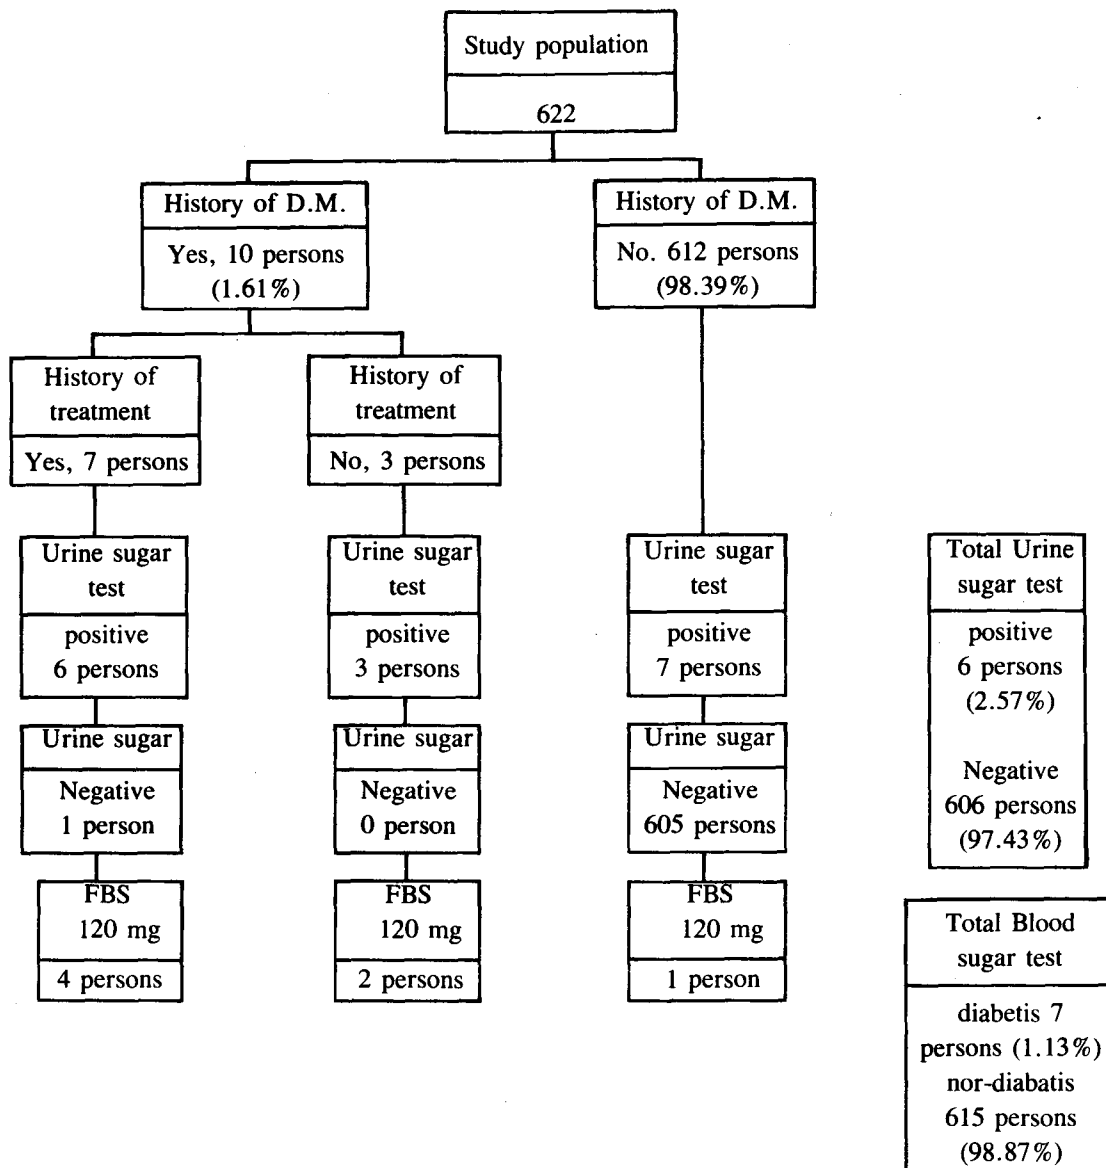 Study population
622
History of D.M.
Yes, 10 persons
(1.61%)
History of D.M.
No. 612 persons
(98.39%)
History of
treatment
Yes, 7 persons
History of
treatment
No, 3 persons
Urine sugar
test
positive
6 persons
Urine sugar
Negative
1 person
FBS
120 mg
4 persons
Urine sugar
test
positive
3 persons
Urine sugar
Negative
0 person
FBS
120 mg
2 persons
Urine sugar
test
positive
7 persons
Urine sugar
Negative
605 persons
FBS
120 mg
1 person
Total Urine
sugar test
positive
6 persons
(2.57%)
Negative
606 persons
(97.43%)
Total Blood
sugar test
diabetis 7
persons (1.13%)
nor-diabatis
615 persons
(98.87%)